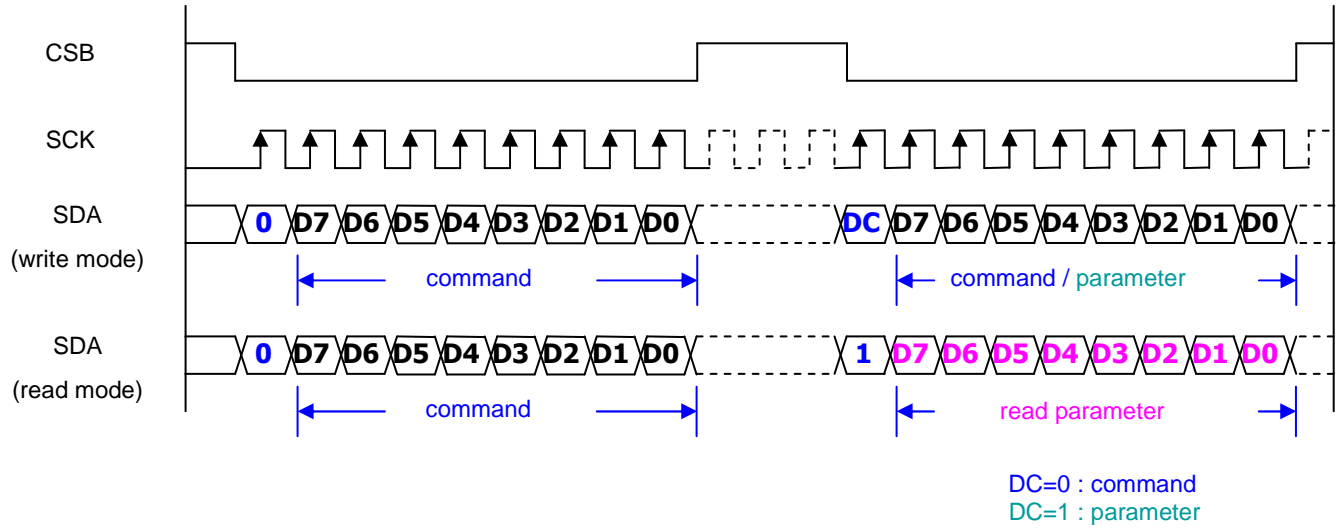 CSB
SCK
SDA
(write mode)
0 D7 D6 D5 D4 D3 D2 D1 D0 DC D7 D6 D5 D4 D3 D2 D1 D0
command command / parameter
SDA
(read mode)
0 D7 D6 D5 D4 D3 D2 D1 D0 1 D7 D6 D5 D4 D3 D2 D1 D0
command read parameter
DC=0 : command
DC=1 : parameter